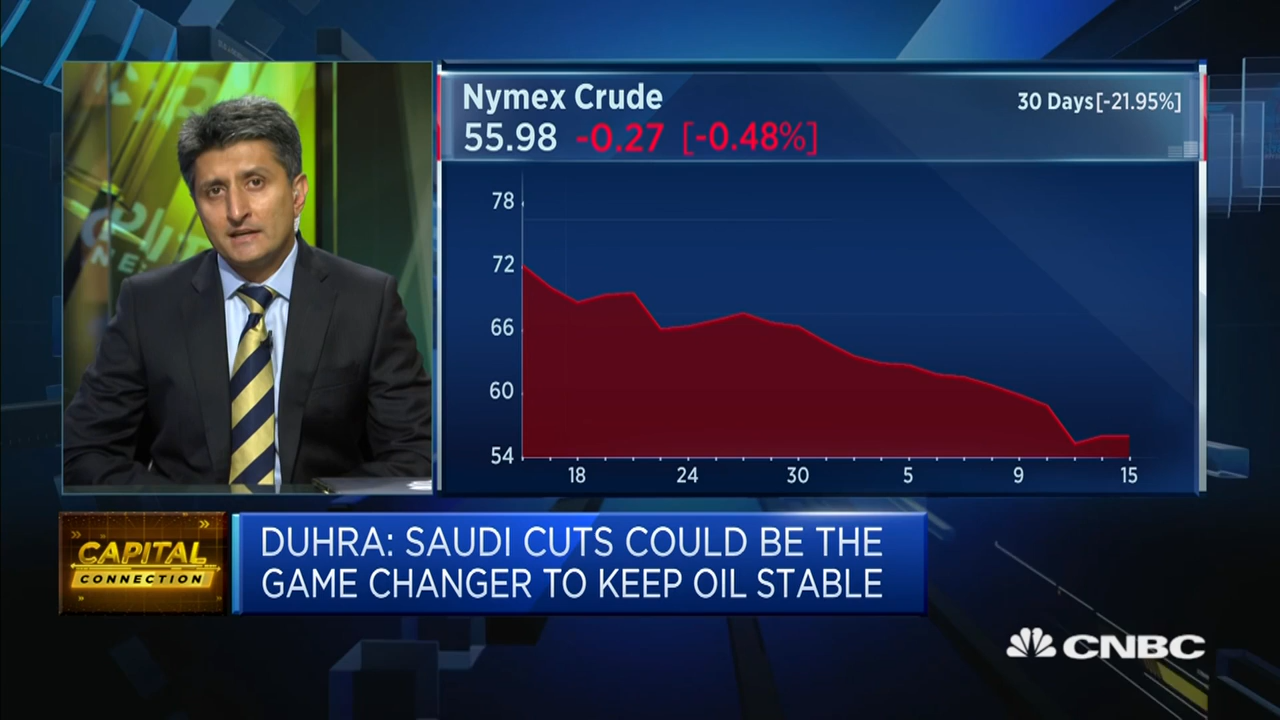 Nymex Crude
30 Days[-21.95%]
55.98 -0.27 [-0.48%]
78
72
66
60
54
18 24 30 5 9 15
DUHRA: SAUDI CUTS COULD BE THE
GAME CHANGER TO KEEP OIL STABLE
CAPITAL
CONNECTION
CNBC